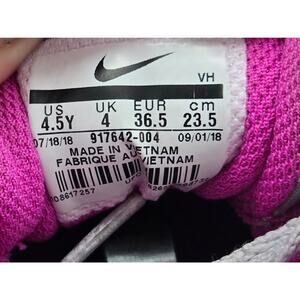 VH
US UK EUR cm
4.5Y 4 36.5 23.5
07/18/18 917642-004 09/01/18
MADE IN VIETNAM
FABRIQUE AU VIETNAM